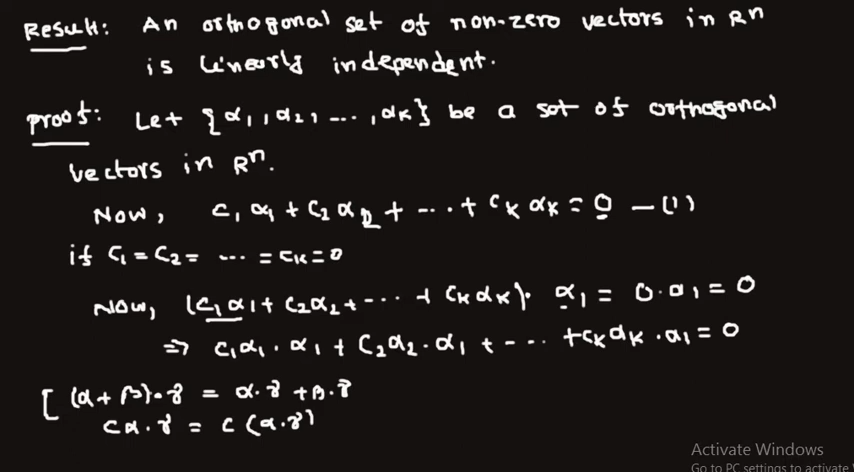 Result: An orthogonal set of non-zero vectors in Rⁿ
is linearly independent.
Proof: Let {α₁, α₂, ..., αₖ} be a set of orthogonal
vectors in Rⁿ.
Now, c₁α₁ + c₂α₂ + ... + cₖαₖ = 0 — (1)
if c₁ = c₂ = ... = cₖ = 0
Now, (c₁α₁ + c₂α₂ + ... + cₖαₖ). α₁ = 0.α₁ = 0
⇒ c₁α₁.α₁ + c₂α₂.α₁ + ... + cₖαₖ.α₁ = 0
[ (α + β).γ = α.γ + β.γ
cα.γ = c(α.γ)
Activate Windows
Go to PC settings to activate